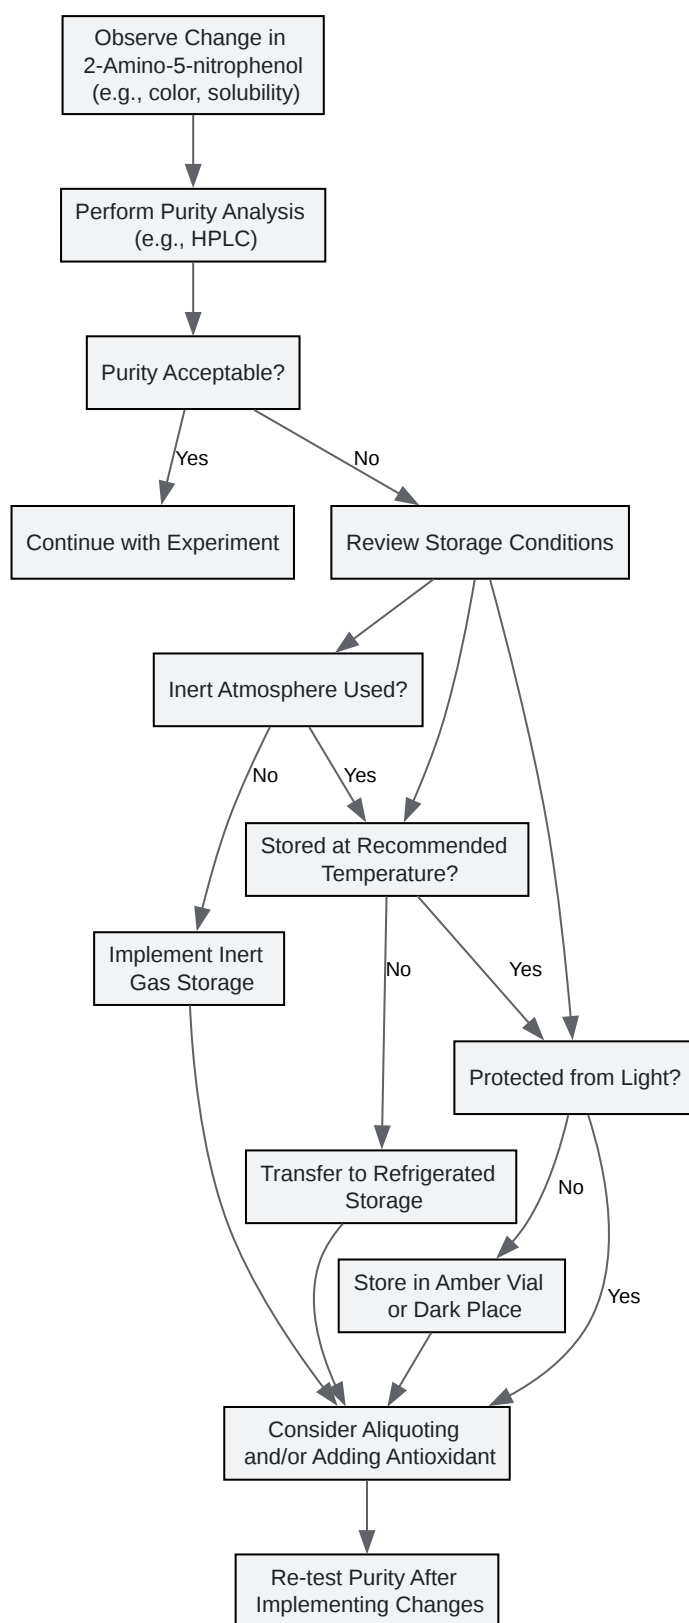 Observe Change in
2-Amino-5-nitrophenol
(e.g., color, solubility)
Perform Purity Analysis
(e.g., HPLC)
Purity Acceptable?
Yes
No
Continue with Experiment
Review Storage Conditions
Inert Atmosphere Used?
No
Yes
Stored at Recommended
Temperature?
Implement Inert
Gas Storage
No
Yes
Protected from Light?
Transfer to Refrigerated
Storage
No
Store in Amber Vial
or Dark Place
Yes
Consider Aliquoting
and/or Adding Antioxidant
Re-test Purity After
Implementing Changes